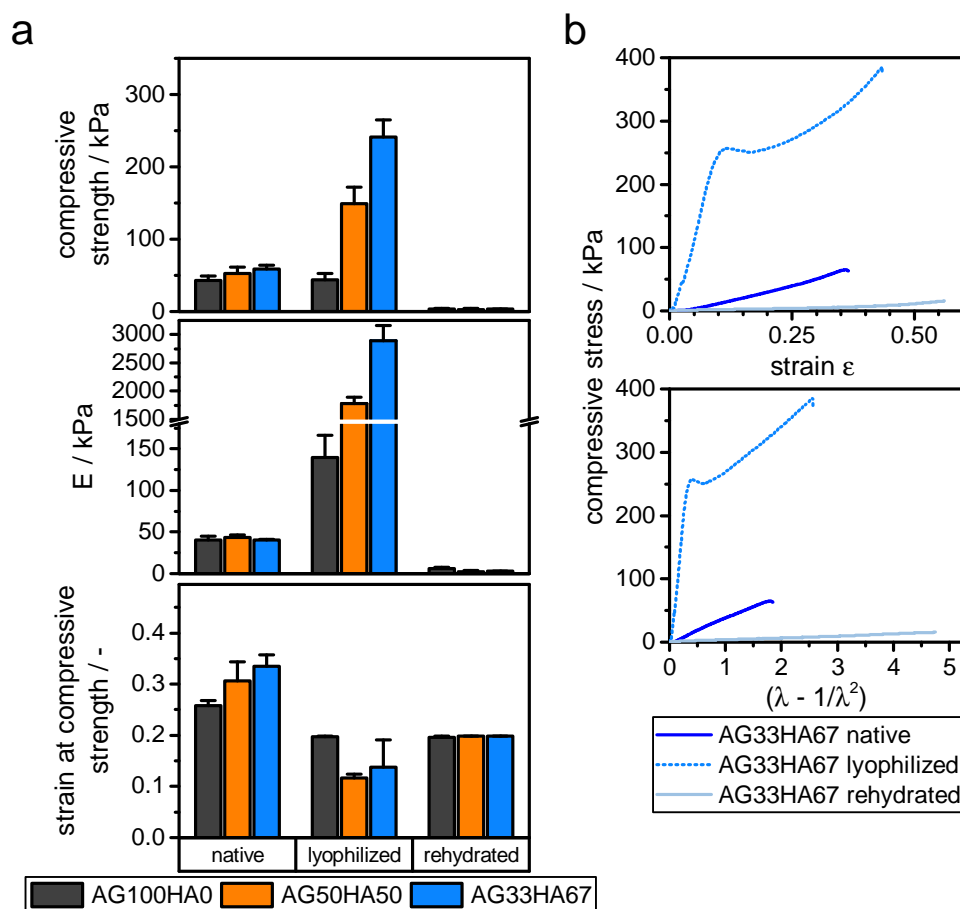 a
compressive
strength / kPa
300
200
100
0
E / kPa
3000
2500
2000
1500
150
100
50
0
strain at compressive
strength / -
0.4
0.3
0.2
0.1
0.0
native
lyophilized
rehydrated
AG100HA0
AG50HA50
AG33HA67
b
compressive stress / kPa
400
300
200
100
0
0.00
0.25
0.50
strain ε
400
300
200
100
0
0
1
2
3
4
5
(λ - 1/λ²)
AG33HA67 native
AG33HA67 lyophilized
AG33HA67 rehydrated